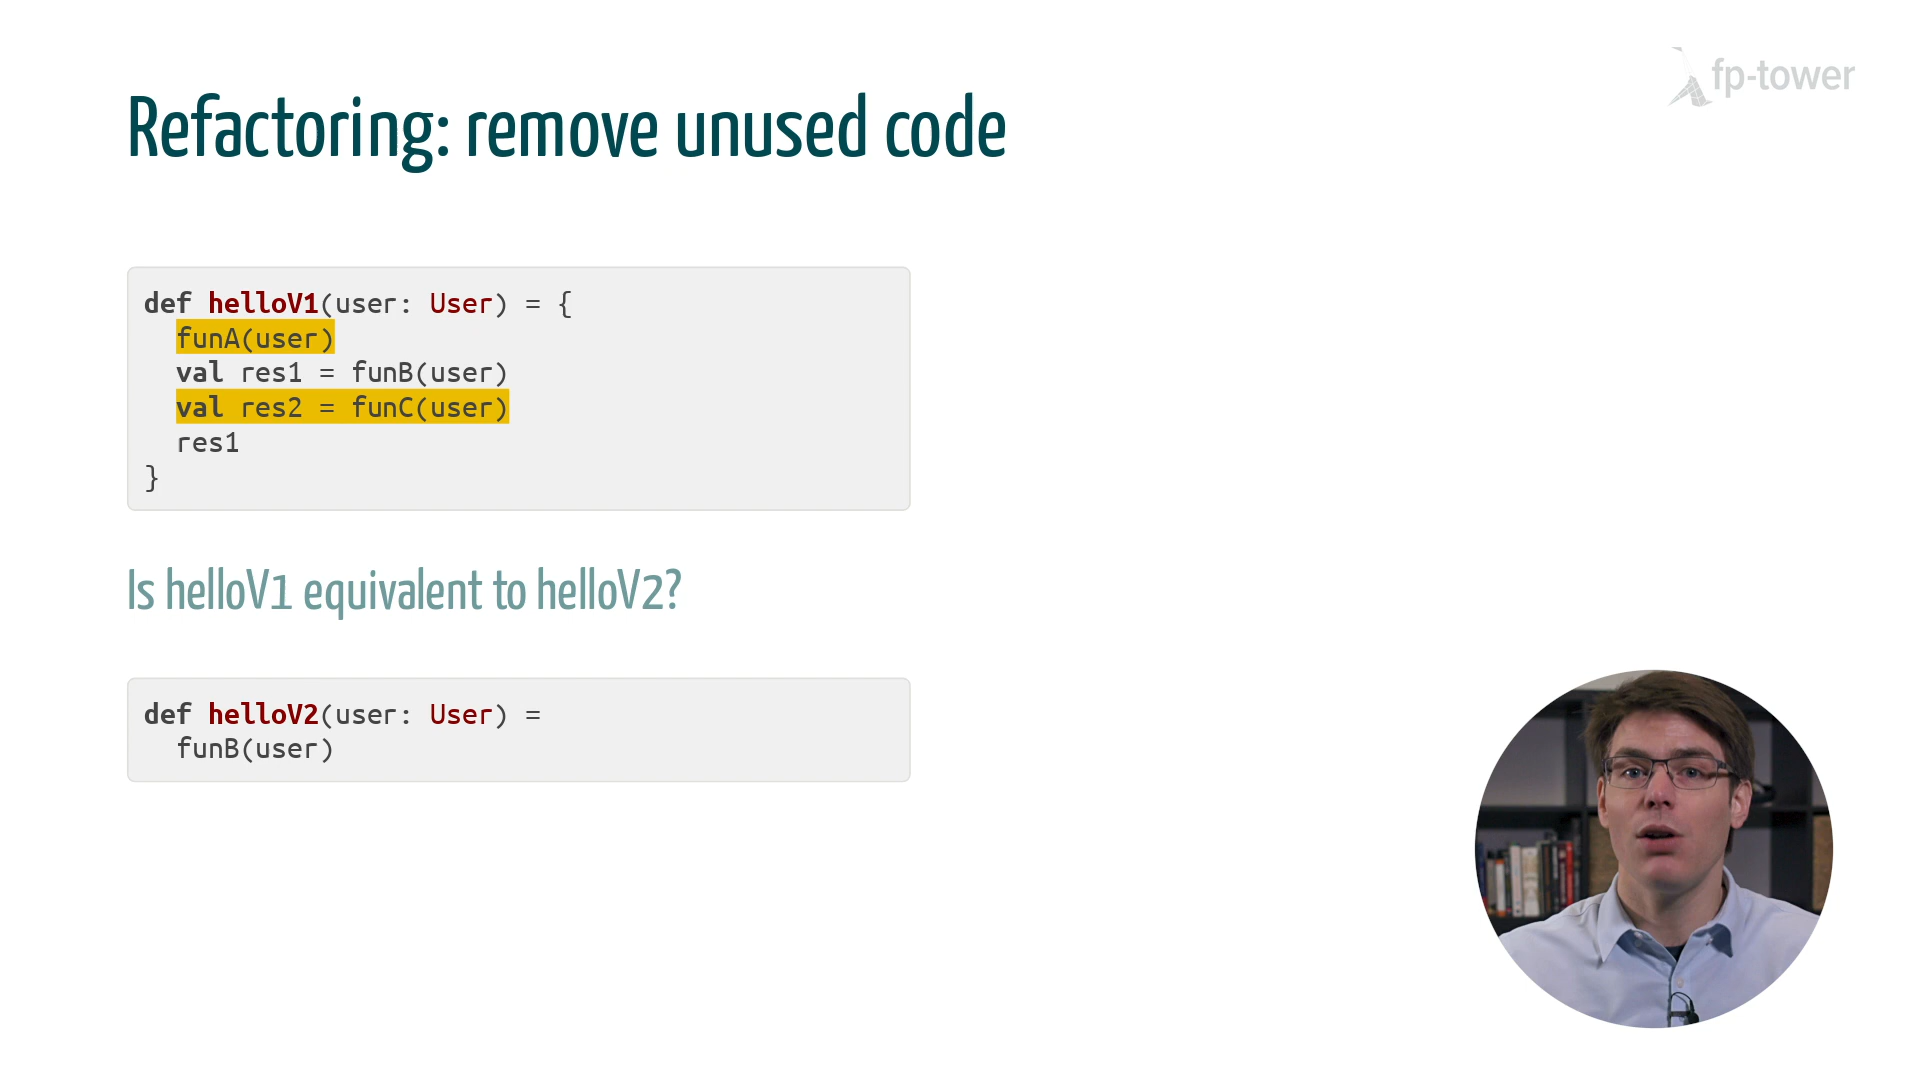 fp-tower
Refactoring: remove unused code
def helloV1(user: User) = {
  funA(user)
  val res1 = funB(user)
  val res2 = funC(user)
  res1
}
Is helloV1 equivalent to helloV2?
def helloV2(user: User) =
  funB(user)